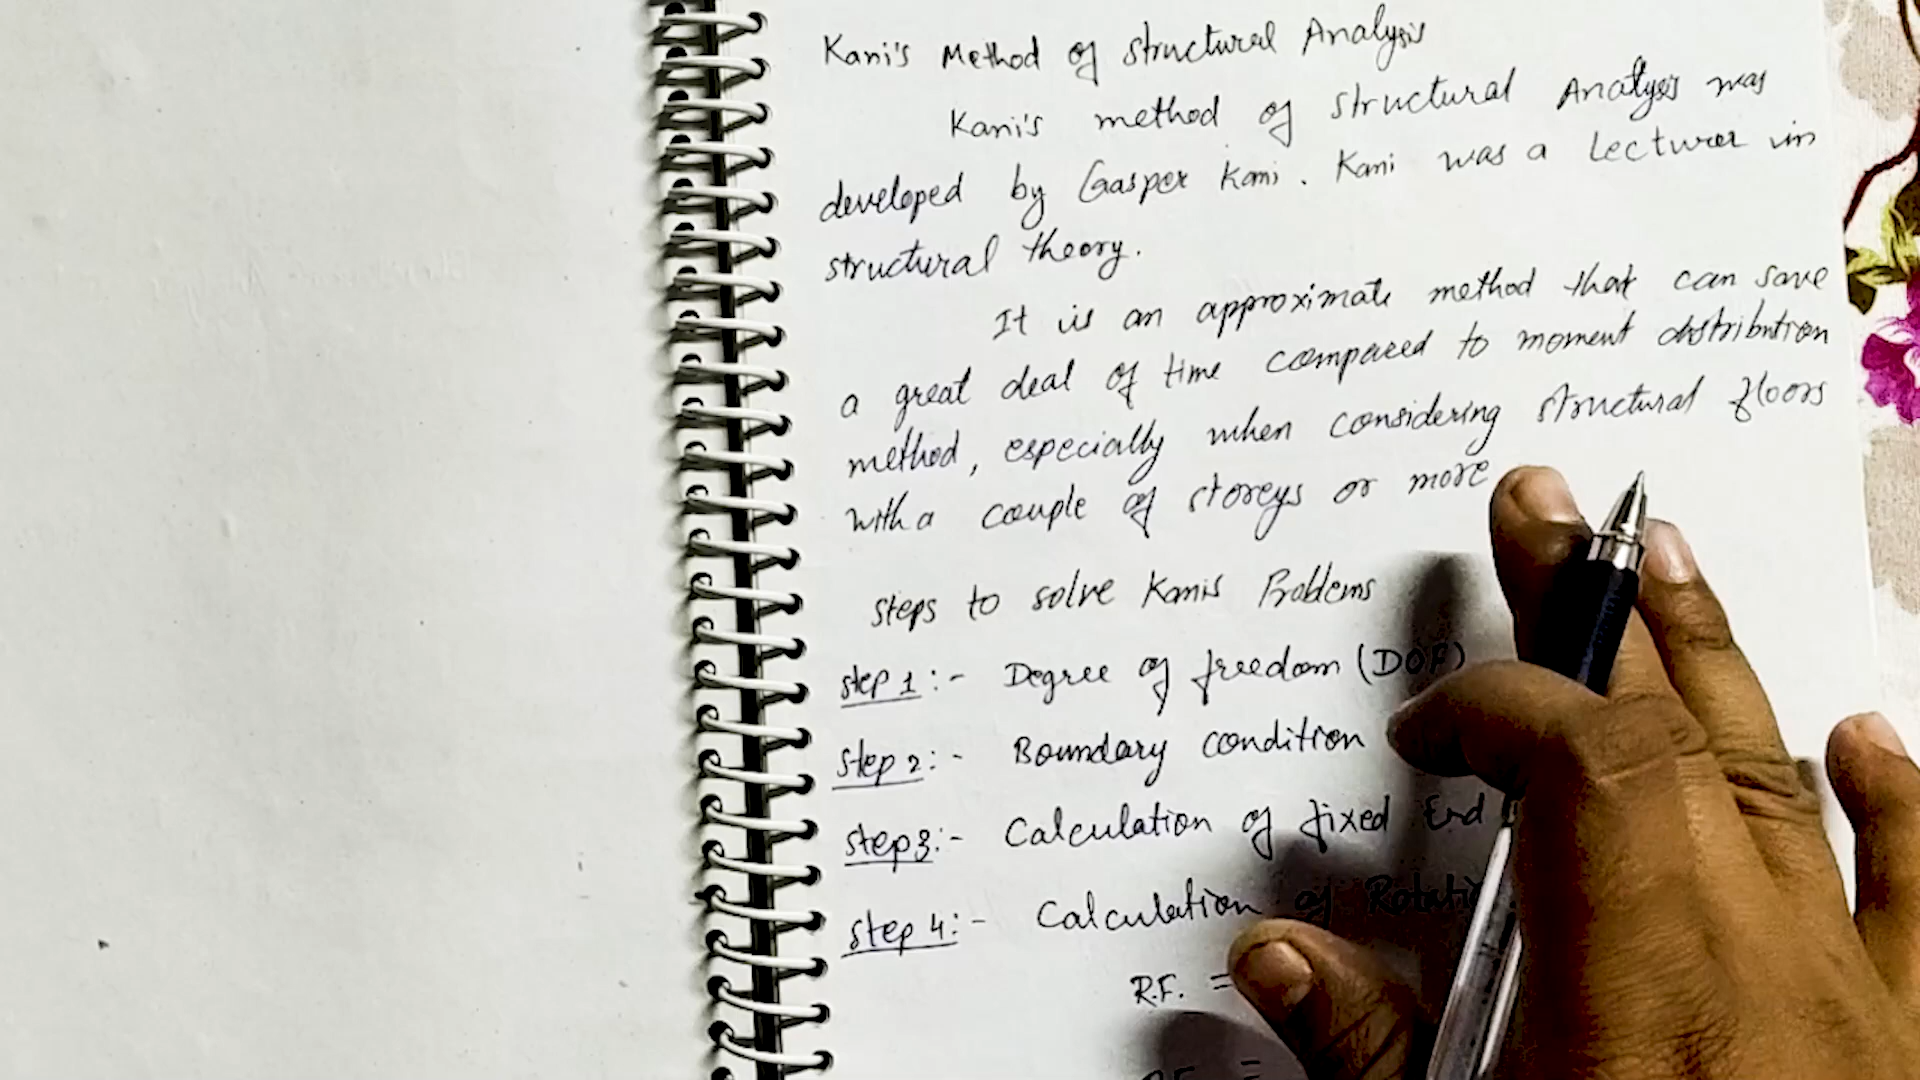 Kani's Method of structural Analysis
Kani's method of structural Analysis was
developed by Gasper Kani. Kani was a Lecturer in
structural theory.
It is an approximate method that can save
a great deal of time compared to moment distribution
method, especially when considering structural floors
with a couple of storeys or more
steps to solve Kanis Problems
step 1:- Degree of freedom (DOF)
step 2:- Boundary condition
step 3:- Calculation of fixed End
step 4:- Calculation of
R.F. =